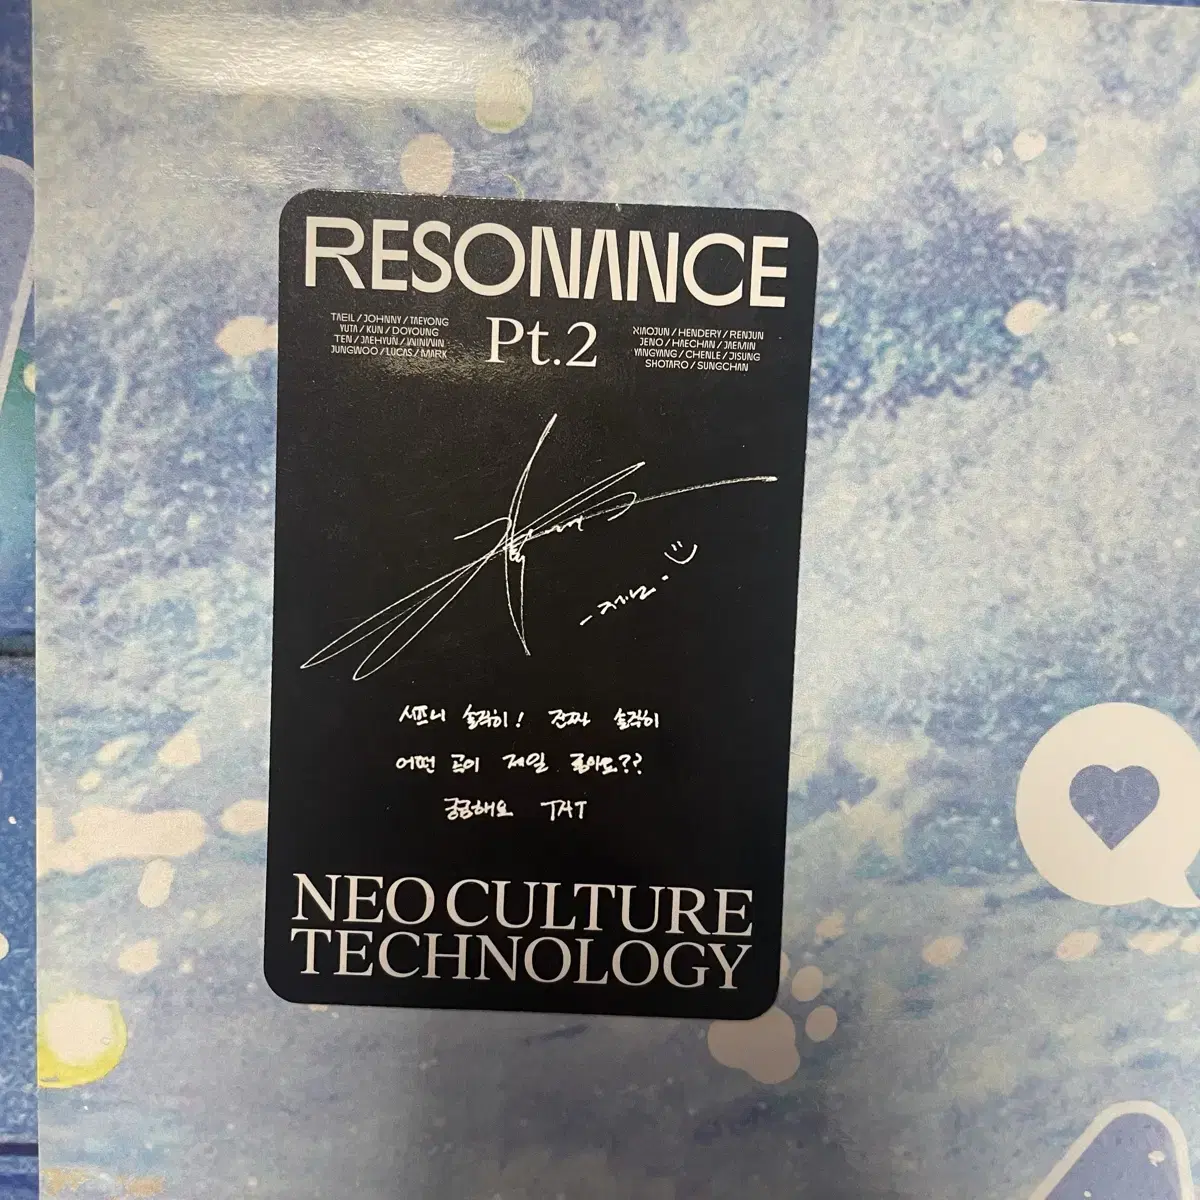 RESONANCE
Pt.2
TAEIL / JOHNNY / TAEYONG
YUTA / KUN / DOYOUNG
TEN / JAEHYUN / WINWIN
JUNGWOO / LUCAS / MARK
XIAOJUN / HENDERY / RENJUN
JENO / HAECHAN / JAEMIN
YANGYANG / CHENLE / JISUNG
SHOTARO / SUNGCHAN
-제노-
시즈니 솔직히! 진짜 솔직히
어떤 곡이 제일 좋아요??
궁금해요 TAT
NEO CULTURE
TECHNOLOGY